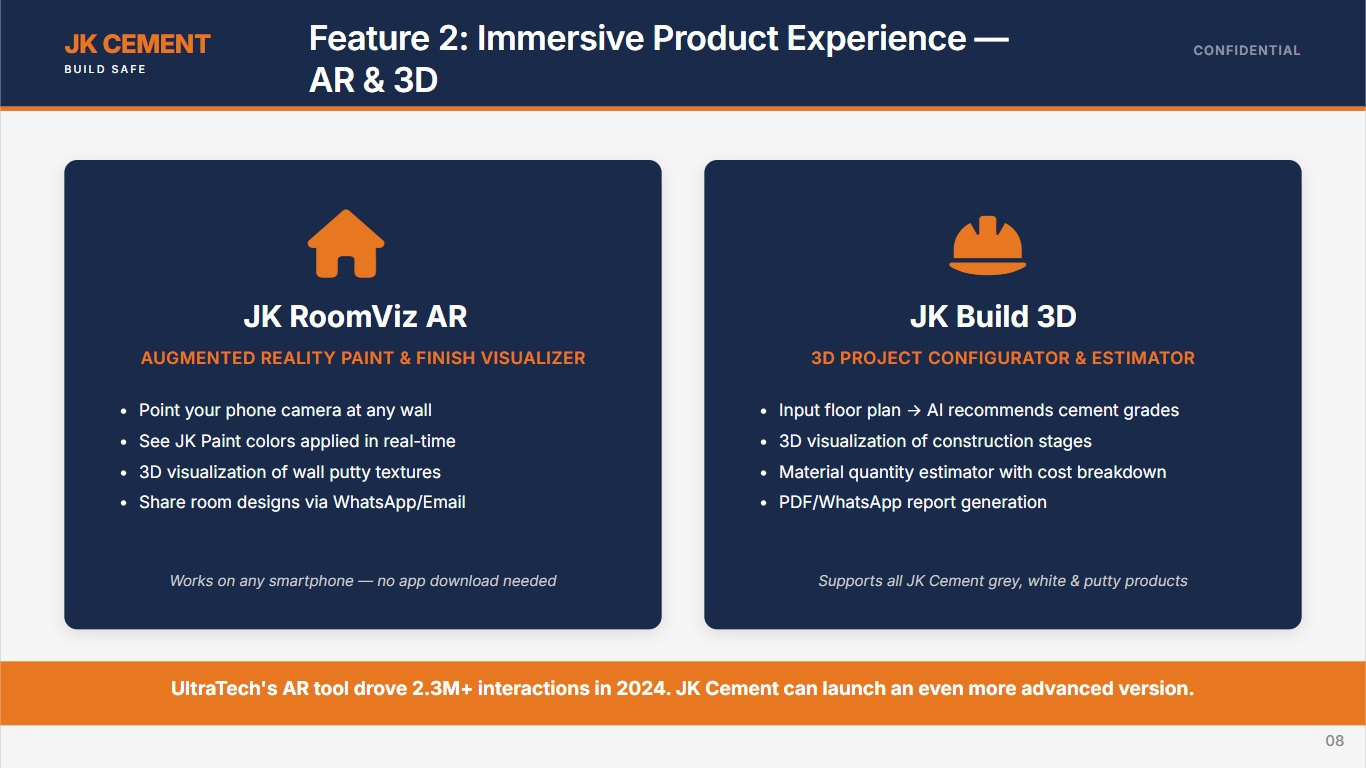 JK CEMENT
BUILD SAFE
Feature 2: Immersive Product Experience —
AR & 3D
CONFIDENTIAL
JK RoomViz AR
AUGMENTED REALITY PAINT & FINISH VISUALIZER
• Point your phone camera at any wall
• See JK Paint colors applied in real-time
• 3D visualization of wall putty textures
• Share room designs via WhatsApp/Email
Works on any smartphone — no app download needed
JK Build 3D
3D PROJECT CONFIGURATOR & ESTIMATOR
• Input floor plan → AI recommends cement grades
• 3D visualization of construction stages
• Material quantity estimator with cost breakdown
• PDF/WhatsApp report generation
Supports all JK Cement grey, white & putty products
UltraTech's AR tool drove 2.3M+ interactions in 2024. JK Cement can launch an even more advanced version.
08